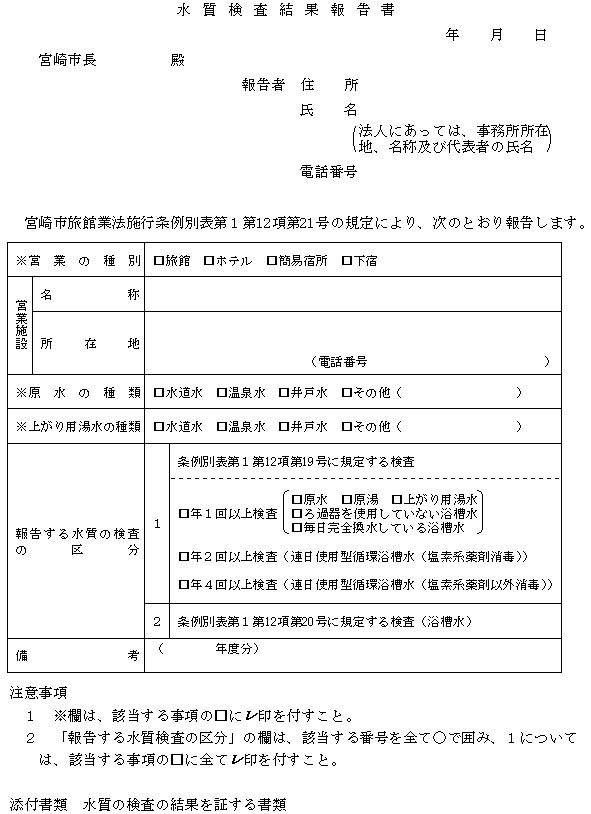 水質検査結果報告書
年　　月　　日
宮崎市長　　　　　殿
報告者　住　　所
氏　　名
（法人にあっては、事務所所在
地、名称及び代表者の氏名）
電話番号
宮崎市旅館業法施行条例別表第１第12項第21号の規定により、次のとおり報告します。
※営業の種別　□旅館　□ホテル　□簡易宿所　□下宿
営業施設
名称
所在地
（電話番号　　　　　　　　　　　　）
※原水の種類　□水道水　□温泉水　□井戸水　□その他（　　　　　　　　）
※上がり用湯水の種類　□水道水　□温泉水　□井戸水　□その他（　　　　　　　　）
報告する水質の検査
の区分
１
条例別表第１第12項第19号に規定する検査
□年１回以上検査
□原水　□原湯　□上がり用湯水
□ろ過器を使用していない浴槽水
□毎日完全換水している浴槽水
□年２回以上検査（連日使用型循環浴槽水（塩素系薬剤消毒））
□年４回以上検査（連日使用型循環浴槽水（塩素系薬剤以外消毒））
２　条例別表第１第12項第20号に規定する検査（浴槽水）
備考　（　　　　年度分）
注意事項
１　※欄は、該当する事項の□にレ印を付すこと。
２　「報告する水質検査の区分」の欄は、該当する番号を全て○で囲み、１について
は、該当する事項の□に全てレ印を付すこと。
添付書類　水質の検査の結果を証する書類